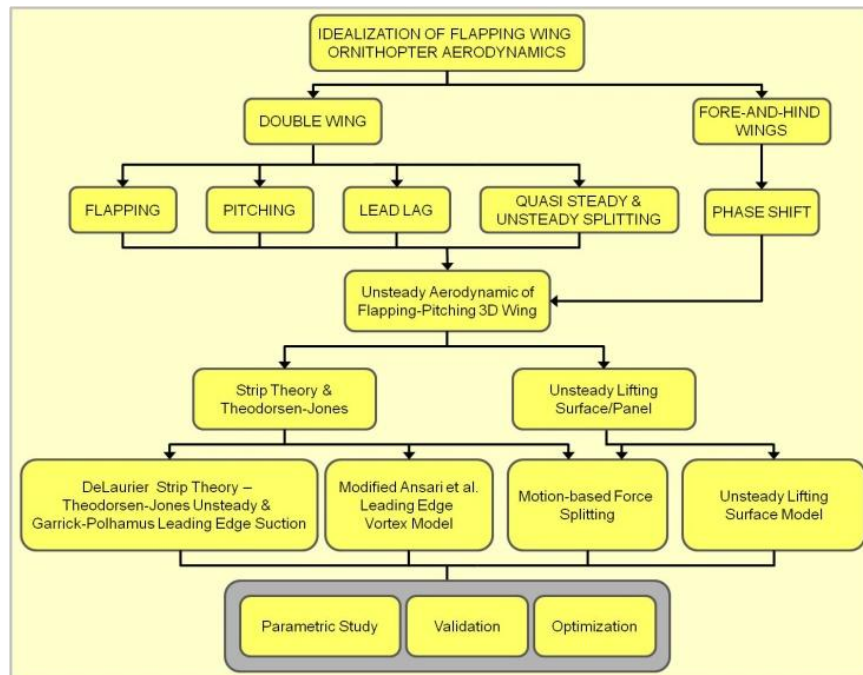 IDEALIZATION OF FLAPPING WING
ORNITHOPTER AERODYNAMICS
DOUBLE WING
FORE-AND-HIND
WINGS
FLAPPING
PITCHING
LEAD LAG
QUASI STEADY &
UNSTEADY SPLITTING
PHASE SHIFT
Unsteady Aerodynamic of
Flapping-Pitching 3D Wing
Strip Theory &
Theodorsen-Jones
Unsteady Lifting
Surface/Panel
DeLaurier Strip Theory –
Theodorsen-Jones Unsteady &
Garrick-Polhamus Leading Edge Suction
Modified Ansari et al.
Leading Edge
Vortex Model
Motion-based Force
Splitting
Unsteady Lifting
Surface Model
Parametric Study
Validation
Optimization